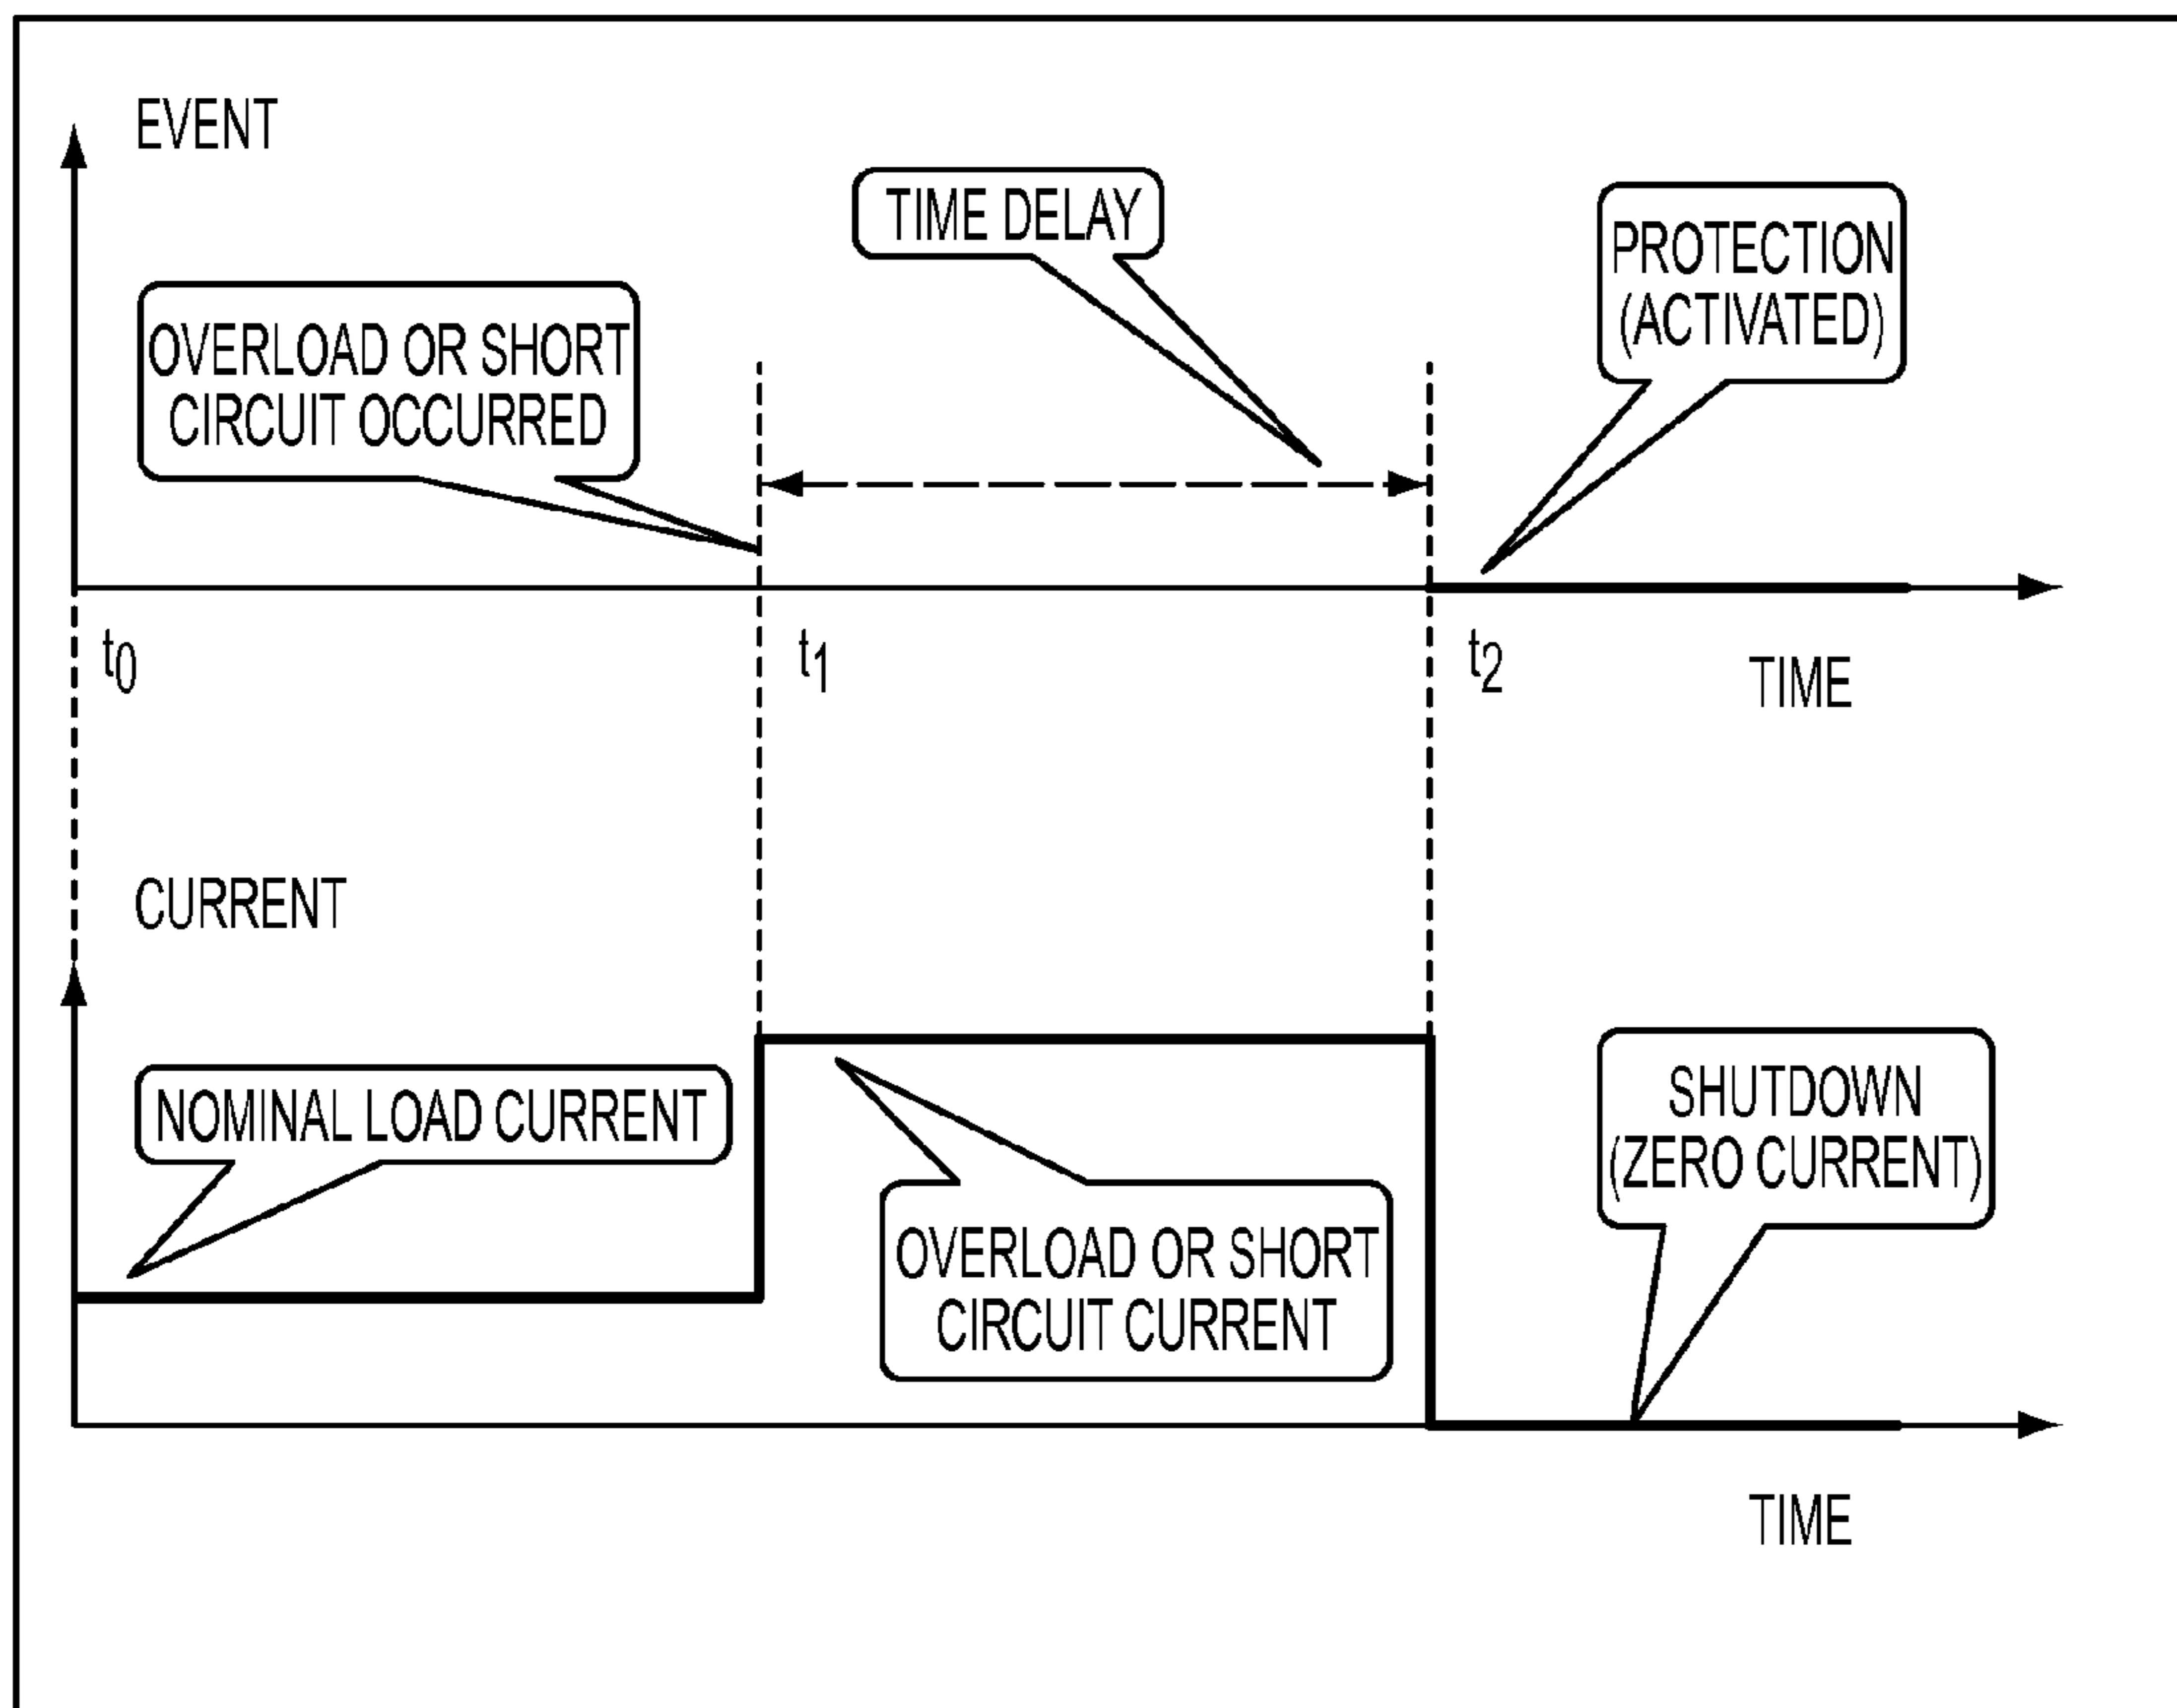 EVENT
TIME DELAY
PROTECTION
(ACTIVATED)
OVERLOAD OR SHORT
CIRCUIT OCCURRED
t0
t1
t2
TIME
CURRENT
NOMINAL LOAD CURRENT
OVERLOAD OR SHORT
CIRCUIT CURRENT
SHUTDOWN
(ZERO CURRENT)
TIME